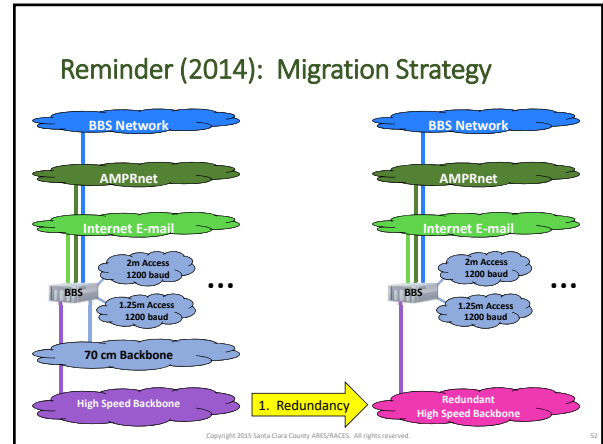 Reminder (2014): Migration Strategy
BBS Network
AMPRnet
Internet E-mail
2m Access
1200 baud
BBS
1.25m Access
1200 baud
...
70 cm Backbone
High Speed Backbone
1. Redundancy
BBS Network
AMPRnet
Internet E-mail
2m Access
1200 baud
BBS
1.25m Access
1200 baud
...
Redundant
High Speed Backbone
Copyright 2015 Santa Clara County ARES/RACES. All rights reserved.
52